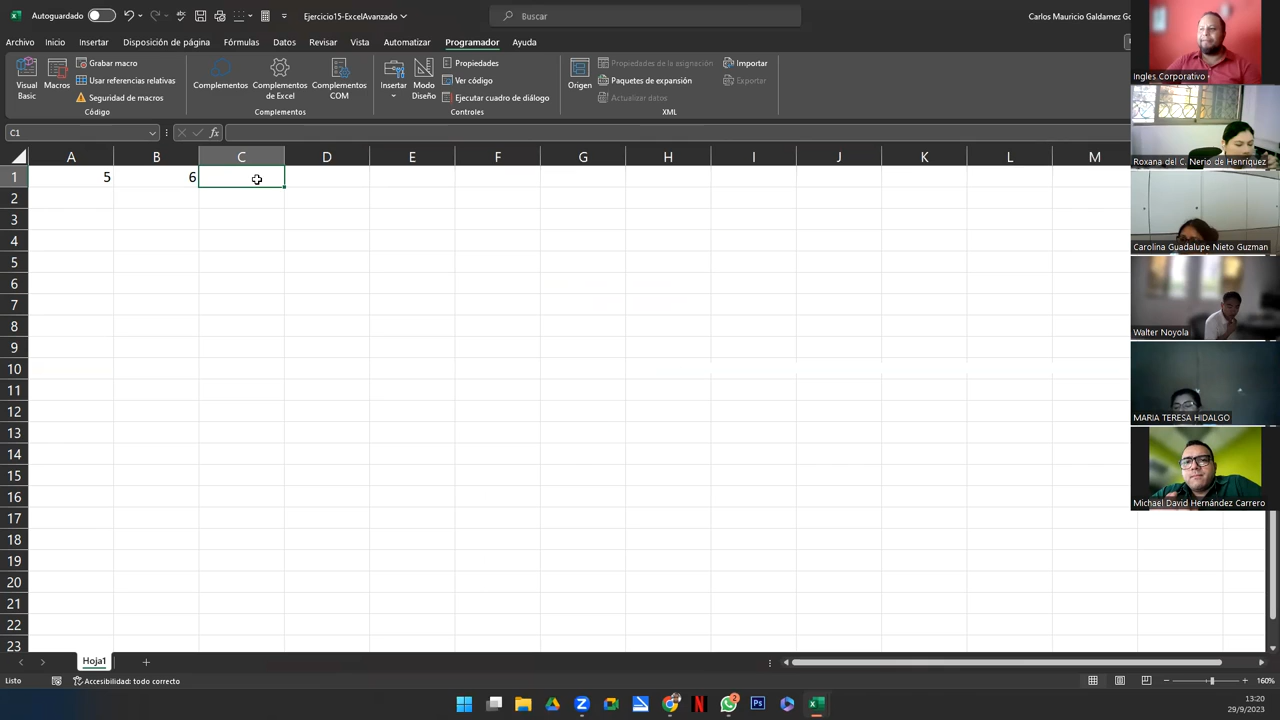 Autoguardado
Ejercicio15-ExcelAvanzado
Buscar
Carlos Mauricio Galdamez Go
Archivo Inicio Insertar Disposición de página Fórmulas Datos Revisar Vista Automatizar Programador Ayuda
Visual Basic
Macros
Grabar macro
Usar referencias relativas
Seguridad de macros
Código
Complementos
Complementos de Excel
Complementos COM
Complementos
Insertar
Modo Diseño
Propiedades
Ver código
Ejecutar cuadro de diálogo
Controles
Origen
Propiedades de la asignación
Paquetes de expansión
Actualizar datos
Importar
Exportar
XML
C1
fx
A B C D E F G H I J K L M
1 5 6
2
3
4
5
6
7
8
9
10
11
12
13
14
15
16
17
18
19
20
21
22
23
Ingles Corporativo
Roxana del C. Nerio de Henríquez
Carolina Guadalupe Nieto Guzman
Walter Noyola
MARIA TERESA HIDALGO
Michael David Hernández Carrero
Hoja1
Listo
Accesibilidad: todo correcto
160%
2
13:20
29/9/2023